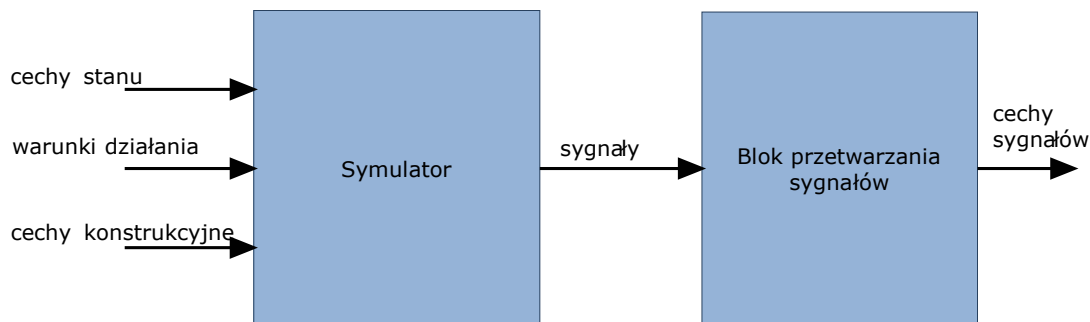 cechy stanu
warunki działania
cechy konstrukcyjne
Symulator
sygnały
Blok przetwarzania
sygnałów
cechy
sygnałów